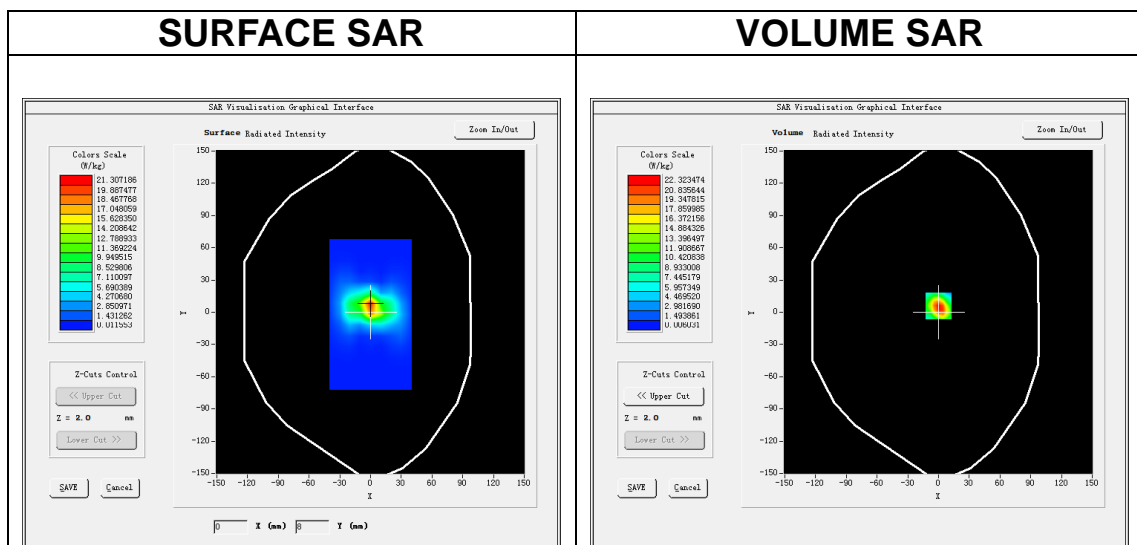 SURFACE SAR
VOLUME SAR
SAR Visualisation Graphical Interface
Surface Radiated Intensity
Zoom In/Out
Colors Scale
(W/kg)
21.307186
19.887477
18.467768
17.048059
15.628350
14.208642
12.788933
11.369224
9.949515
8.529806
7.110097
5.690389
4.270680
2.850971
1.431262
0.011553
Z-Cuts Control
<< Upper Cut
Z = 2.0 mm
Lower Cut >>
SAVE Cancel
150
120
90
60
30
0
-30
-60
-90
-120
-150
Y
-150 -120 -90 -60 -30 0 30 60 90 120 150
X
0 X (mm) 8 Y (mm)
SAR Visualisation Graphical Interface
Volume Radiated Intensity
Zoom In/Out
Colors Scale
(W/kg)
22.323474
20.835644
19.347815
17.859985
16.372156
14.884326
13.396497
11.908667
10.420838
8.933008
7.445179
5.957349
4.469520
2.981690
1.493861
0.006031
Z-Cuts Control
<< Upper Cut
Z = 2.0 mm
Lower Cut >>
SAVE Cancel
150
120
90
60
30
0
-30
-60
-90
-120
-150
Y
-150 -120 -90 -60 -30 0 30 60 90 120 150
X